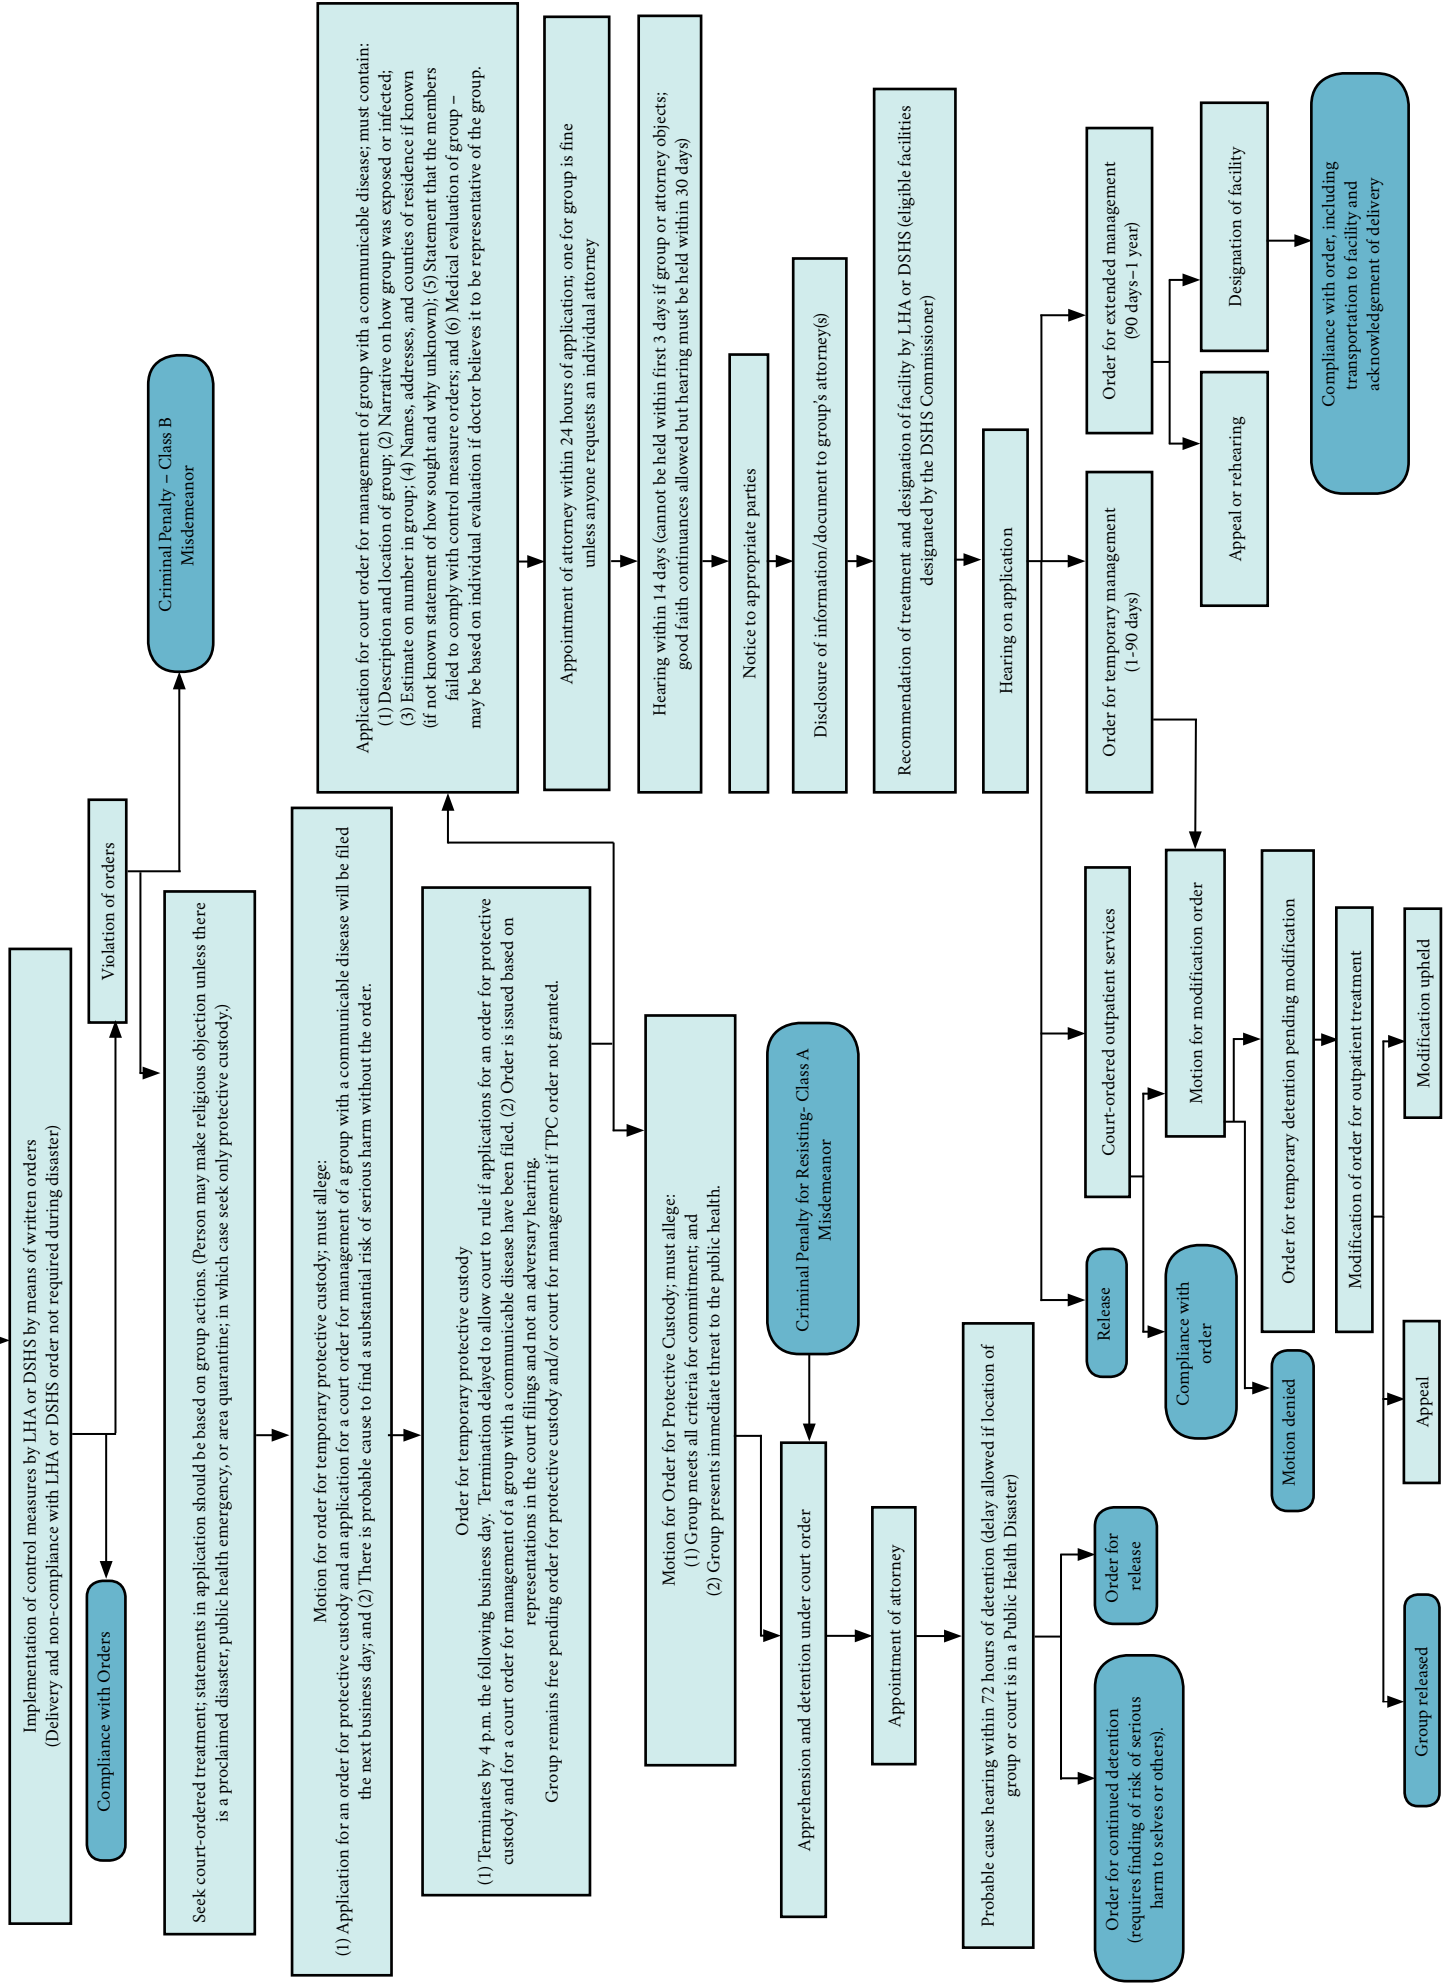 Implementation of control measures by LHA or DSHS by means of written orders
(Delivery and non-compliance with LHA or DSHS order not required during disaster)
Compliance with Orders
Violation of orders
Criminal Penalty – Class B
Misdemeanor
Seek court-ordered treatment; statements in application should be based on group actions. (Person may make religious objection unless there
is a proclaimed disaster, public health emergency, or area quarantine; in which case seek only protective custody.)
Motion for order for temporary protective custody; must allege:
(1) Application for an order for protective custody and an application for a court order for management of a group with a communicable disease will be filed
the next business day; and (2) There is probable cause to find a substantial risk of serious harm without the order.
Order for temporary protective custody
(1) Terminates by 4 p.m. the following business day. Termination delayed to allow court to rule if applications for an order for protective
custody and for a court order for management of a group with a communicable disease have been filed. (2) Order is issued based on
representations in the court filings and not an adversary hearing.
Group remains free pending order for protective custody and/or court for management if TPC order not granted.
Motion for Order for Protective Custody; must allege:
(1) Group meets all criteria for commitment; and
(2) Group presents immediate threat to the public health.
Criminal Penalty for Resisting- Class A
Misdemeanor
Apprehension and detention under court order
Appointment of attorney
Probable cause hearing within 72 hours of detention (delay allowed if location of
group or court is in a Public Health Disaster)
Order for continued detention
(requires finding of risk of serious
harm to selves or others).
Order for
release
Application for court order for management of group with a communicable disease; must contain:
(1) Description and location of group; (2) Narrative on how group was exposed or infected;
(3) Estimate on number in group; (4) Names, addresses, and counties of residence if known
(if not known statement of how sought and why unknown); (5) Statement that the members
failed to comply with control measure orders; and (6) Medical evaluation of group –
may be based on individual evaluation if doctor believes it to be representative of the group.
Appointment of attorney within 24 hours of application; one for group is fine
unless anyone requests an individual attorney
Hearing within 14 days (cannot be held within first 3 days if group or attorney objects;
good faith continuances allowed but hearing must be held within 30 days)
Notice to appropriate parties
Disclosure of information/document to group's attorney(s)
Recommendation of treatment and designation of facility by LHA or DSHS (eligible facilities
designated by the DSHS Commissioner)
Hearing on application
Release
Court-ordered outpatient services
Order for temporary management
(1-90 days)
Order for extended management
(90 days–1 year)
Compliance with
order
Motion for modification order
Appeal or rehearing
Designation of facility
Motion denied
Order for temporary detention pending modification
Compliance with order, including
transportation to facility and
acknowledgement of delivery
Modification of order for outpatient treatment
Group released
Appeal
Modification upheld